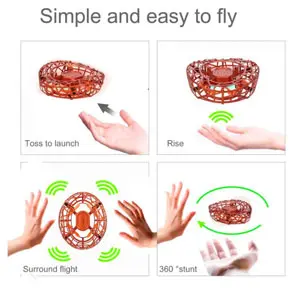 Simple and easy to fly
Toss to launch
Rise
Surround flight
360 °stunt